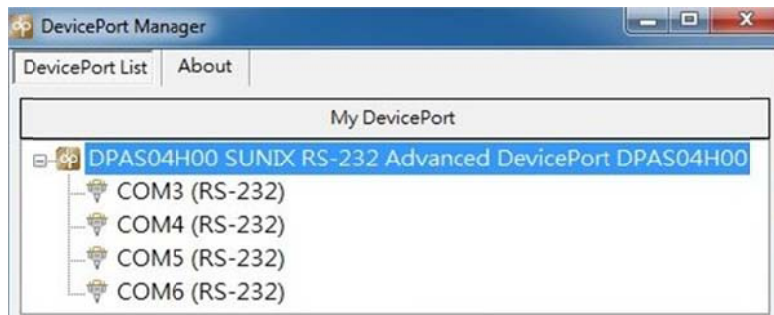 DevicePort Manager
DevicePort List About
My DevicePort
DPAS04H00 SUNIX RS-232 Advanced DevicePort DPAS04H00
COM3 (RS-232)
COM4 (RS-232)
COM5 (RS-232)
COM6 (RS-232)